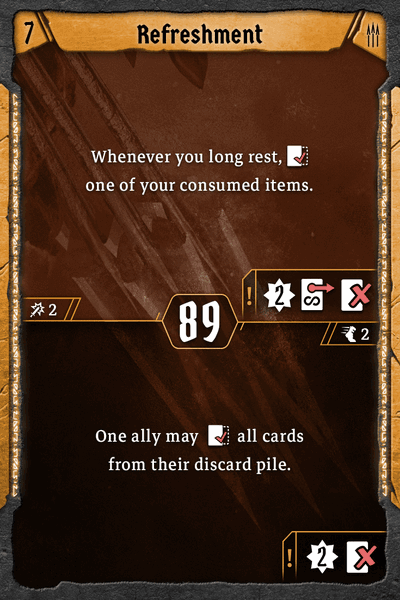 7
Refreshment
Whenever you long rest,
one of your consumed items.
! 2
2
89
2
One ally may all cards
from their discard pile.
! 2